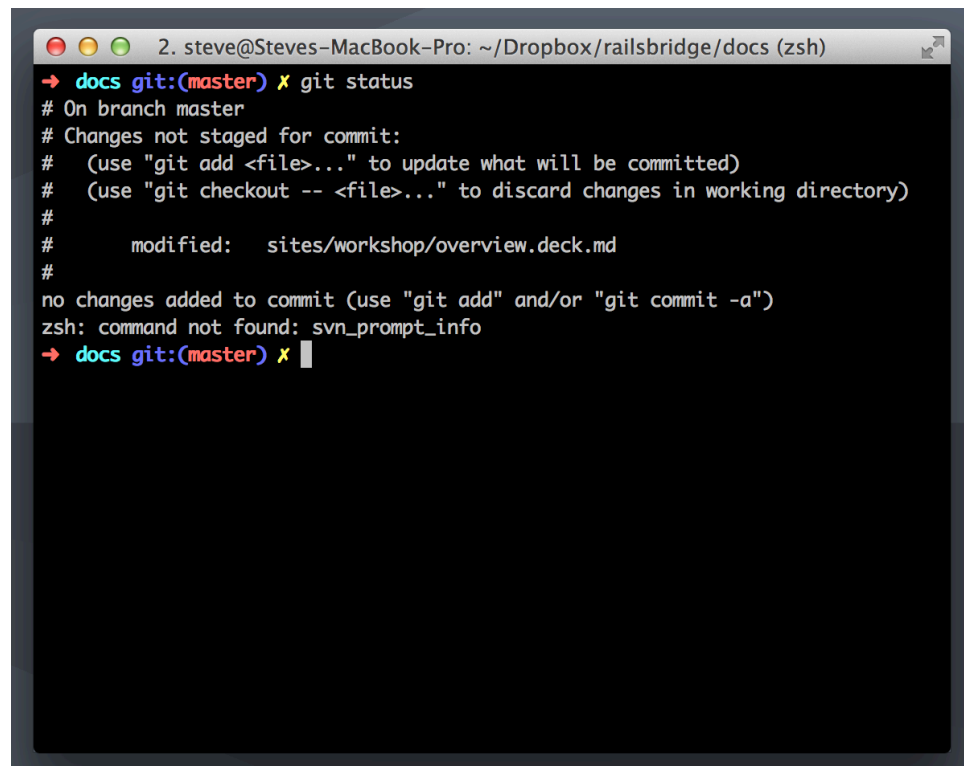 2. steve@Steves-MacBook-Pro: ~/Dropbox/railsbridge/docs (zsh)
➜ docs git:(master) ✗ git status
# On branch master
# Changes not staged for commit:
#   (use "git add <file>..." to update what will be committed)
#   (use "git checkout -- <file>..." to discard changes in working directory)
#
#       modified:   sites/workshop/overview.deck.md
#
no changes added to commit (use "git add" and/or "git commit -a")
zsh: command not found: svn_prompt_info
➜ docs git:(master) ✗